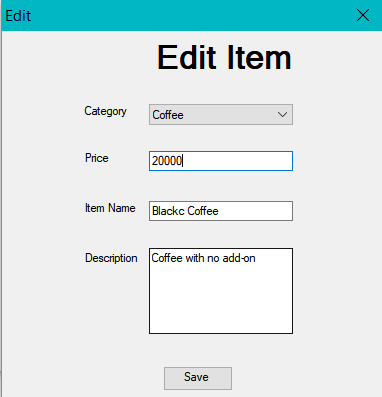 Edit
Edit Item
Category
Coffee
Price
20000
Item Name
Blackc Coffee
Description
Coffee with no add-on
Save